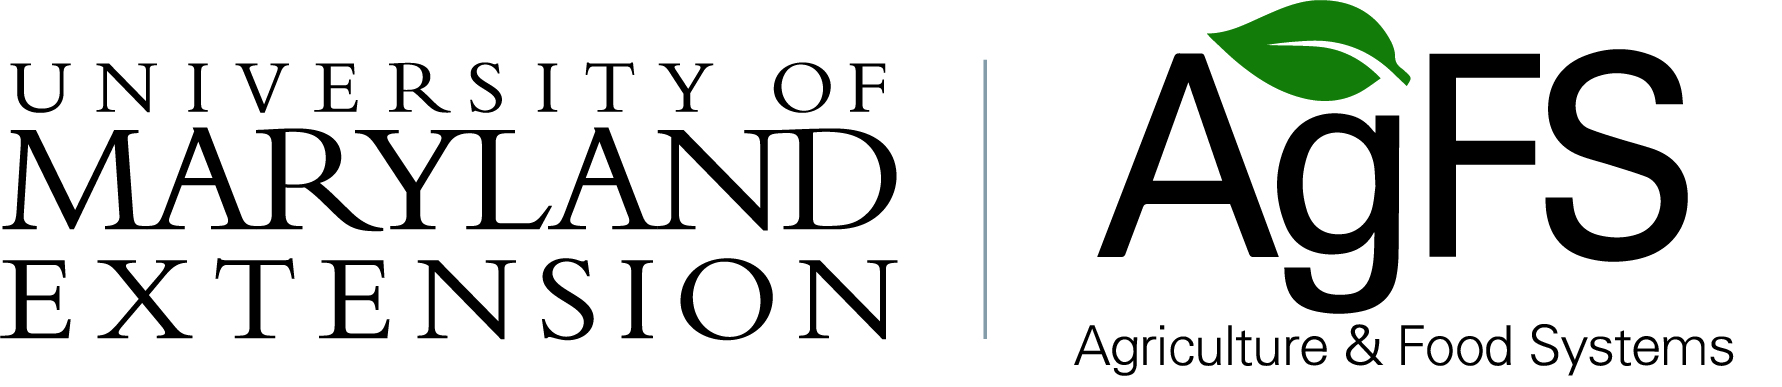 UNIVERSITY OF
MARYLAND
EXTENSION
AgFS
Agriculture & Food Systems